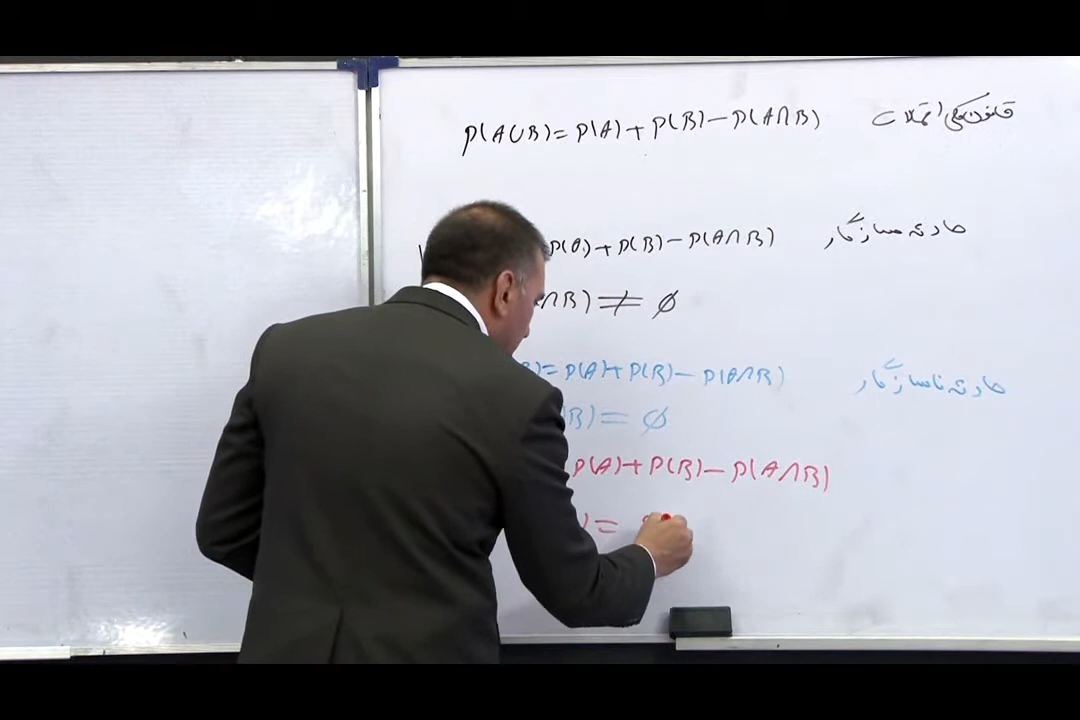 P(A∪B)= P(A)+P(B)−P(A∩B) قانون کلی احتمالات
P(A)+P(B)−P(A∩B) حادثه سازگار
∩B) ≠ ∅
B)= P(A)+P(B)−P(A∩B) حادثه ناسازگار
B) = ∅
P(A)+P(B)−P(A∩B)
) =